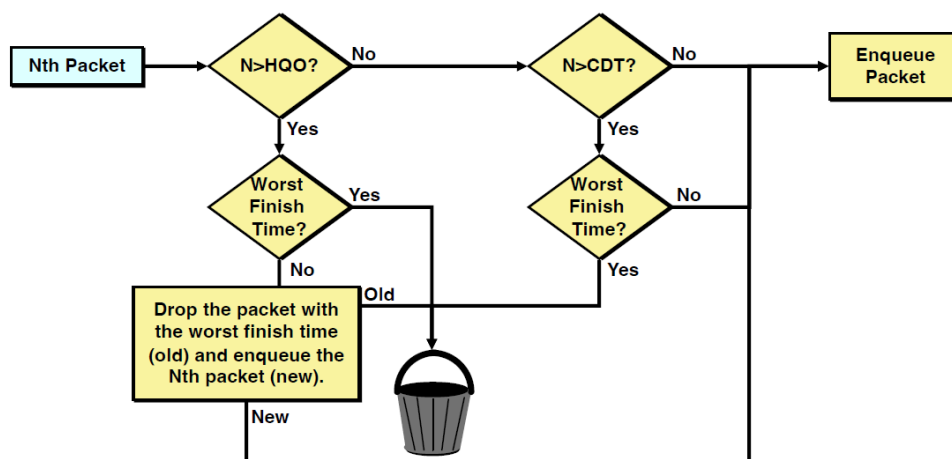 Nth Packet
N>HQO?
No
N>CDT?
No
Enqueue
Packet
Yes
Yes
Worst
Finish
Time?
Yes
Worst
Finish
Time?
No
No
Yes
Drop the packet with
the worst finish time
(old) and enqueue the
Nth packet (new).
Old
New